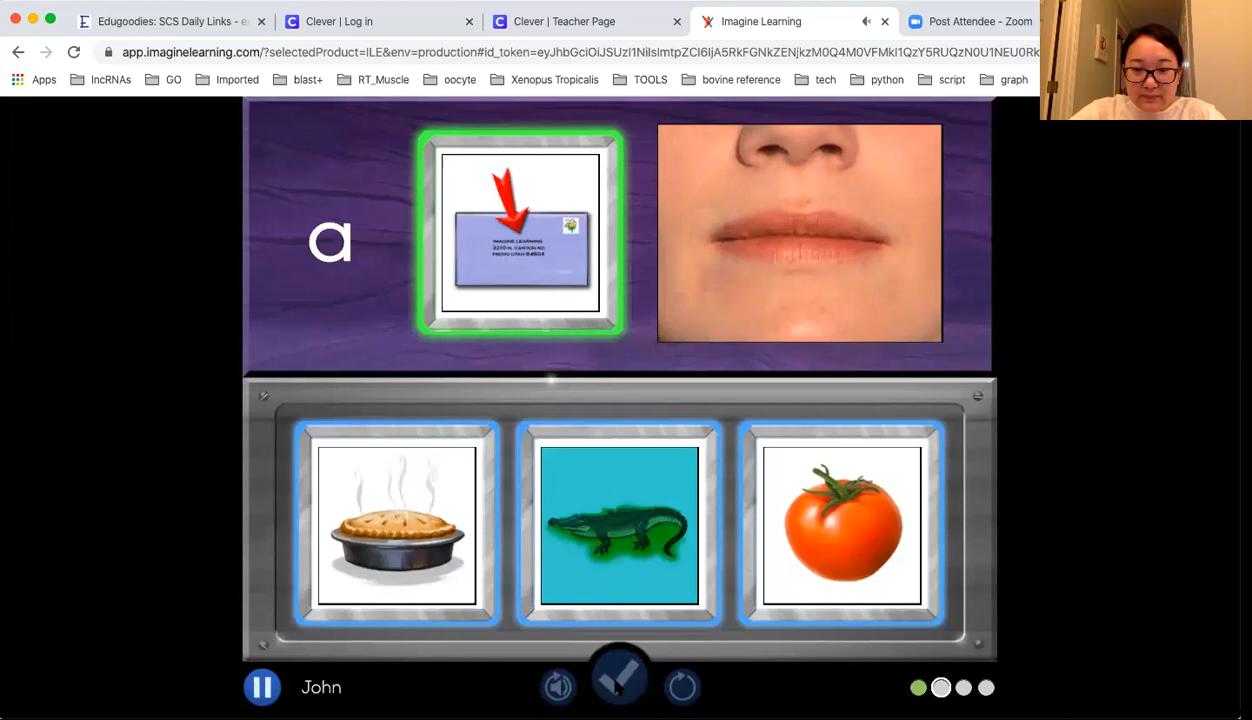 Edugoodies: SCS Daily Links - e
Clever | Log in
Clever | Teacher Page
Imagine Learning
Post Attendee - Zoom
app.imaginelearning.com/?selectedProduct=ILE&env=production#id_token=
Apps lncRNAs GO Imported blast+ RT_Muscle oocyte Xenopus Tropicalis TOOLS bovine reference tech python script graph
a
IMAGINE LEARNING
John